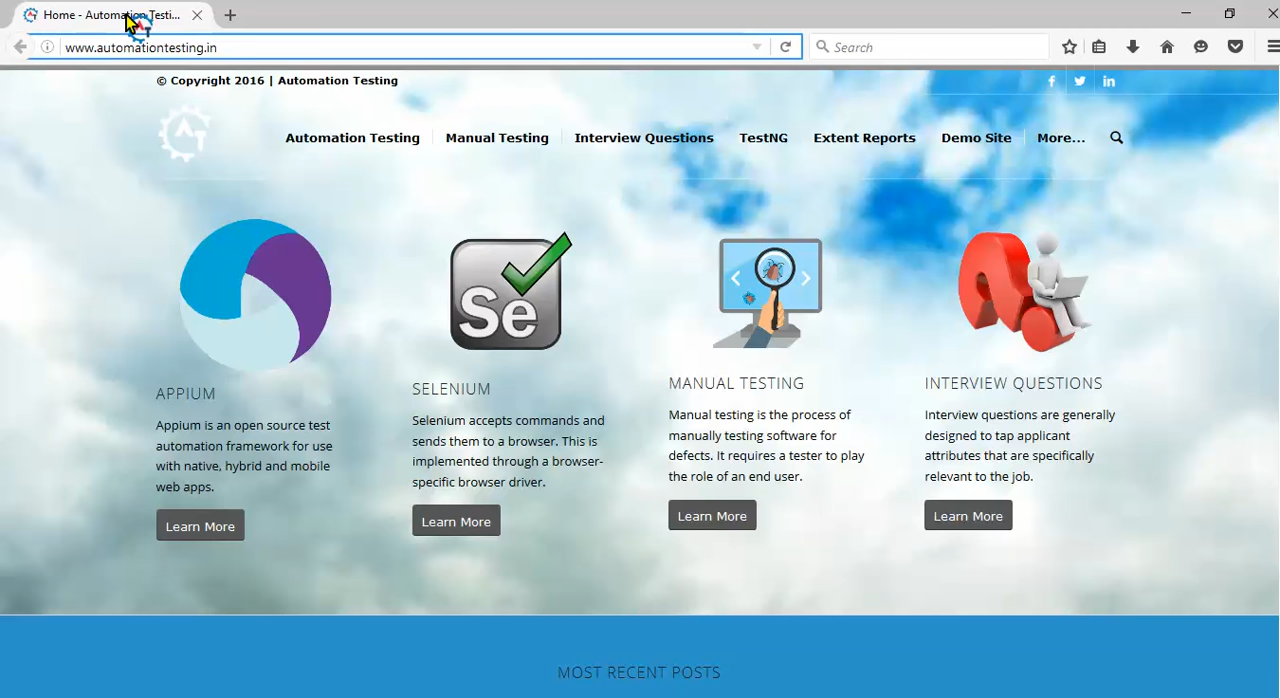 Home - Automation Testi...
www.automationtesting.in
Search
© Copyright 2016 | Automation Testing
Automation Testing
Manual Testing
Interview Questions
TestNG
Extent Reports
Demo Site
More...
Se
APPIUM
Appium is an open source test
automation framework for use
with native, hybrid and mobile
web apps.
Learn More
SELENIUM
Selenium accepts commands and
sends them to a browser. This is
implemented through a browser-
specific browser driver.
Learn More
MANUAL TESTING
Manual testing is the process of
manually testing software for
defects. It requires a tester to play
the role of an end user.
Learn More
INTERVIEW QUESTIONS
Interview questions are generally
designed to tap applicant
attributes that are specifically
relevant to the job.
Learn More
MOST RECENT POSTS